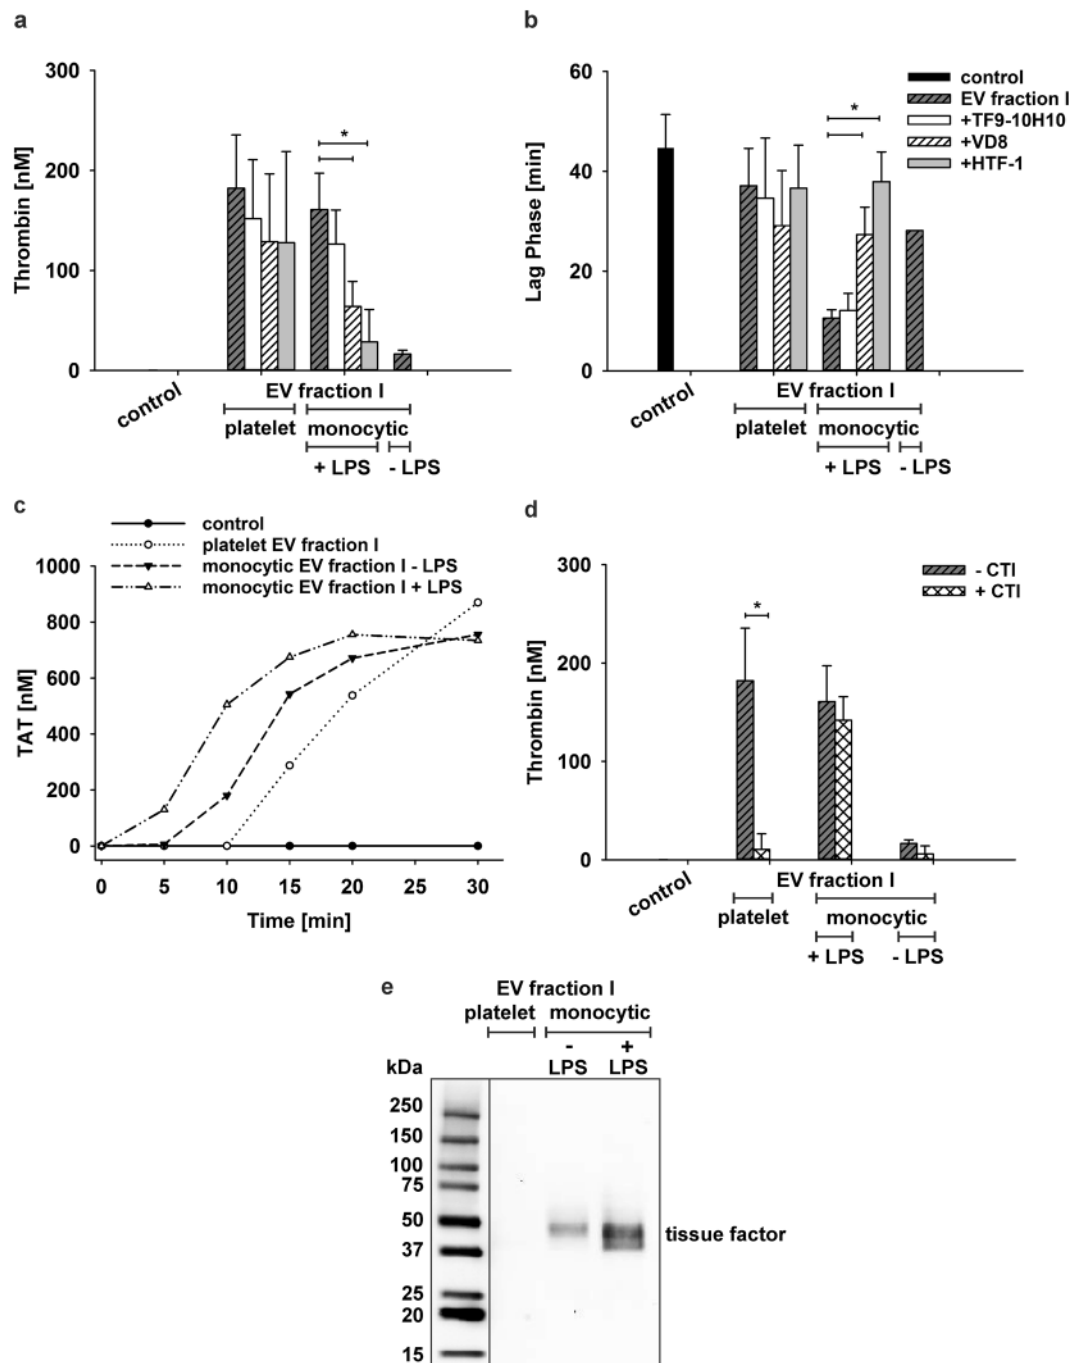 a
300
200
100
0
Thrombin [nM]
*
control
EV fraction I
platelet
monocytic
+ LPS
- LPS
b
60
40
20
0
Lag Phase [min]
*
control
EV fraction I
+TF9-10H10
+VD8
+HTF-1
control
EV fraction I
platelet
monocytic
+ LPS
- LPS
c
control
platelet EV fraction I
monocytic EV fraction I - LPS
monocytic EV fraction I + LPS
1000
800
600
400
200
0
TAT [nM]
0 5 10 15 20 30
Time [min]
d
300
200
100
0
Thrombin [nM]
*
- CTI
+ CTI
control
EV fraction I
platelet
monocytic
+ LPS
- LPS
e
EV fraction I
platelet monocytic
- +
kDa LPS LPS
250
150
100
75
50
37
25
20
15
tissue factor